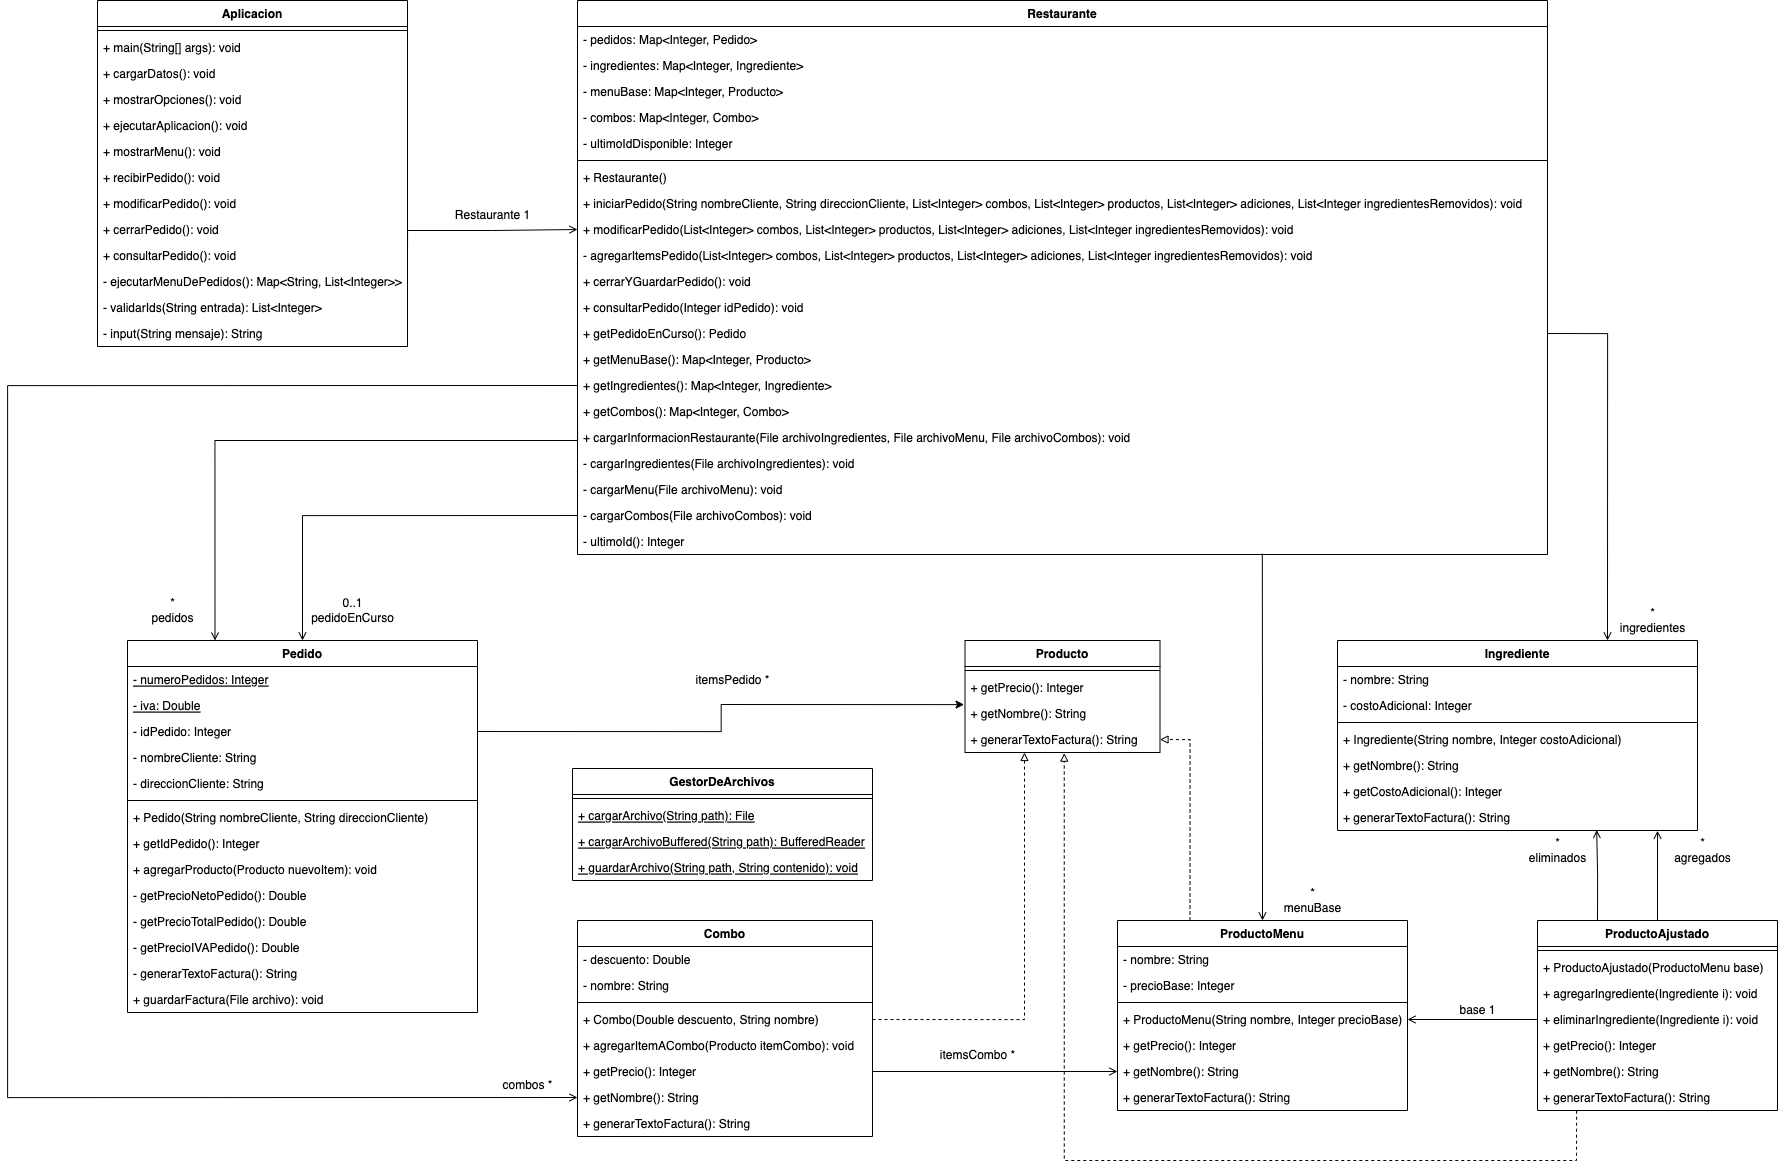 Aplicacion
+ main(String[] args): void
+ cargarDatos(): void
+ mostrarOpciones(): void
+ ejecutarAplicacion(): void
+ mostrarMenu(): void
+ recibirPedido(): void
+ modificarPedido(): void
+ cerrarPedido(): void
+ consultarPedido(): void
- ejecutarMenuDePedidos(): Map<String, List<Integer>>
- validarIds(String entrada): List<Integer>
- input(String mensaje): String
Restaurante 1
Restaurante
- pedidos: Map<Integer, Pedido>
- ingredientes: Map<Integer, Ingrediente>
- menuBase: Map<Integer, Producto>
- combos: Map<Integer, Combo>
- ultimoIdDisponible: Integer
+ Restaurante()
+ iniciarPedido(String nombreCliente, String direccionCliente, List<Integer> combos, List<Integer> productos, List<Integer> adiciones, List<Integer ingredientesRemovidos): void
+ modificarPedido(List<Integer> combos, List<Integer> productos, List<Integer> adiciones, List<Integer ingredientesRemovidos): void
- agregarItemsPedido(List<Integer> combos, List<Integer> productos, List<Integer> adiciones, List<Integer ingredientesRemovidos): void
+ cerrarYGuardarPedido(): void
+ consultarPedido(Integer idPedido): void
+ getPedidoEnCurso(): Pedido
+ getMenuBase(): Map<Integer, Producto>
+ getIngredientes(): Map<Integer, Ingrediente>
+ getCombos(): Map<Integer, Combo>
+ cargarInformacionRestaurante(File archivoIngredientes, File archivoMenu, File archivoCombos): void
- cargarIngredientes(File archivoIngredientes): void
- cargarMenu(File archivoMenu): void
- cargarCombos(File archivoCombos): void
- ultimoId(): Integer
*
pedidos
0..1
pedidoEnCurso
*
ingredientes
Pedido
- numeroPedidos: Integer
- iva: Double
- idPedido: Integer
- nombreCliente: String
- direccionCliente: String
+ Pedido(String nombreCliente, String direccionCliente)
+ getIdPedido(): Integer
+ agregarProducto(Producto nuevoItem): void
- getPrecioNetoPedido(): Double
- getPrecioTotalPedido(): Double
- getPrecioIVAPedido(): Double
- generarTextoFactura(): String
+ guardarFactura(File archivo): void
itemsPedido *
Producto
+ getPrecio(): Integer
+ getNombre(): String
+ generarTextoFactura(): String
Ingrediente
- nombre: String
- costoAdicional: Integer
+ Ingrediente(String nombre, Integer costoAdicional)
+ getNombre(): String
+ getCostoAdicional(): Integer
+ generarTextoFactura(): String
GestorDeArchivos
+ cargarArchivo(String path): File
+ cargarArchivoBuffered(String path): BufferedReader
+ guardarArchivo(String path, String contenido): void
*
eliminados
*
agregados
*
menuBase
Combo
- descuento: Double
- nombre: String
+ Combo(Double descuento, String nombre)
+ agregarItemACombo(Producto itemCombo): void
+ getPrecio(): Integer
+ getNombre(): String
+ generarTextoFactura(): String
combos *
itemsCombo *
ProductoMenu
- nombre: String
- precioBase: Integer
+ ProductoMenu(String nombre, Integer precioBase)
+ getPrecio(): Integer
+ getNombre(): String
+ generarTextoFactura(): String
base 1
ProductoAjustado
+ ProductoAjustado(ProductoMenu base)
+ agregarIngrediente(Ingrediente i): void
+ eliminarIngrediente(Ingrediente i): void
+ getPrecio(): Integer
+ getNombre(): String
+ generarTextoFactura(): String